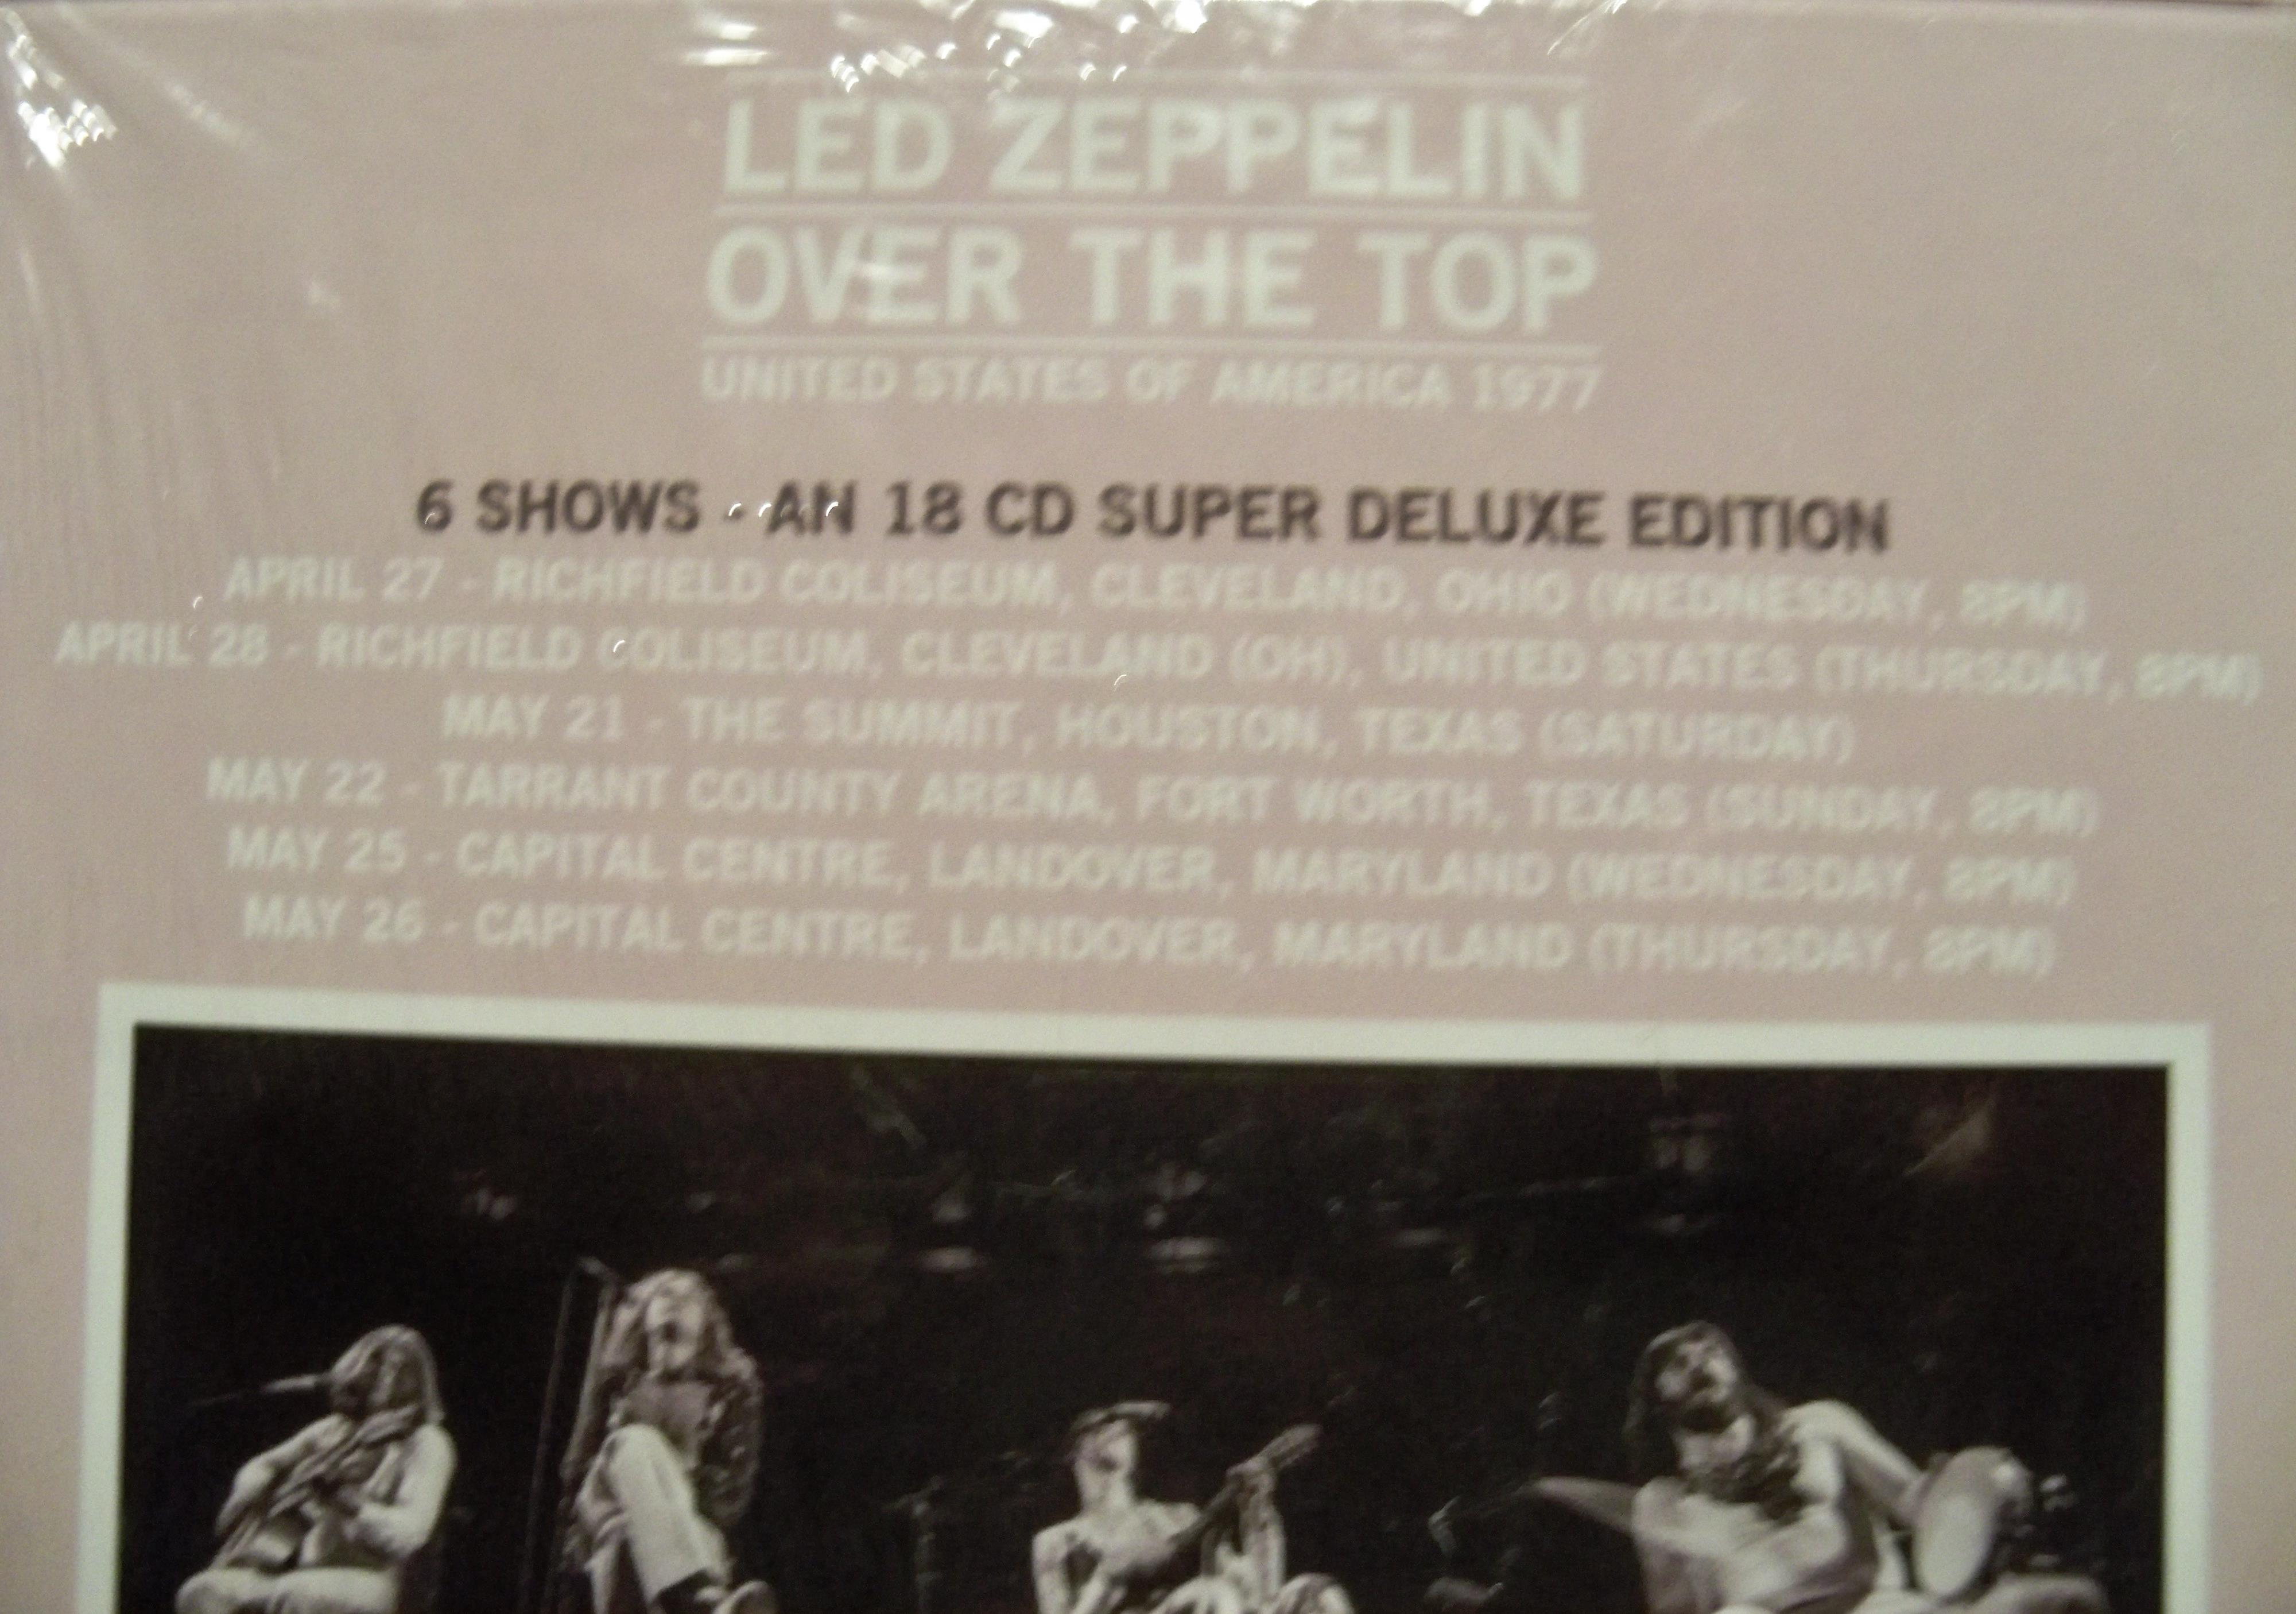 LED ZEPPELIN
OVER THE TOP
UNITED STATES OF AMERICA 1977
6 SHOWS - AN 18 CD SUPER DELUXE EDITION
APRIL 27 - RICHFIELD COLISEUM, CLEVELAND, OHIO (WEDNESDAY, 8PM)
APRIL 28 - RICHFIELD COLISEUM, CLEVELAND (OH), UNITED STATES (THURSDAY, 8PM)
MAY 21 - THE SUMMIT, HOUSTON, TEXAS (SATURDAY)
MAY 22 - TARRANT COUNTY ARENA, FORT WORTH, TEXAS (SUNDAY, 8PM)
MAY 25 - CAPITAL CENTRE, LANDOVER, MARYLAND (WEDNESDAY, 8PM)
MAY 26 - CAPITAL CENTRE, LANDOVER, MARYLAND (THURSDAY, 8PM)